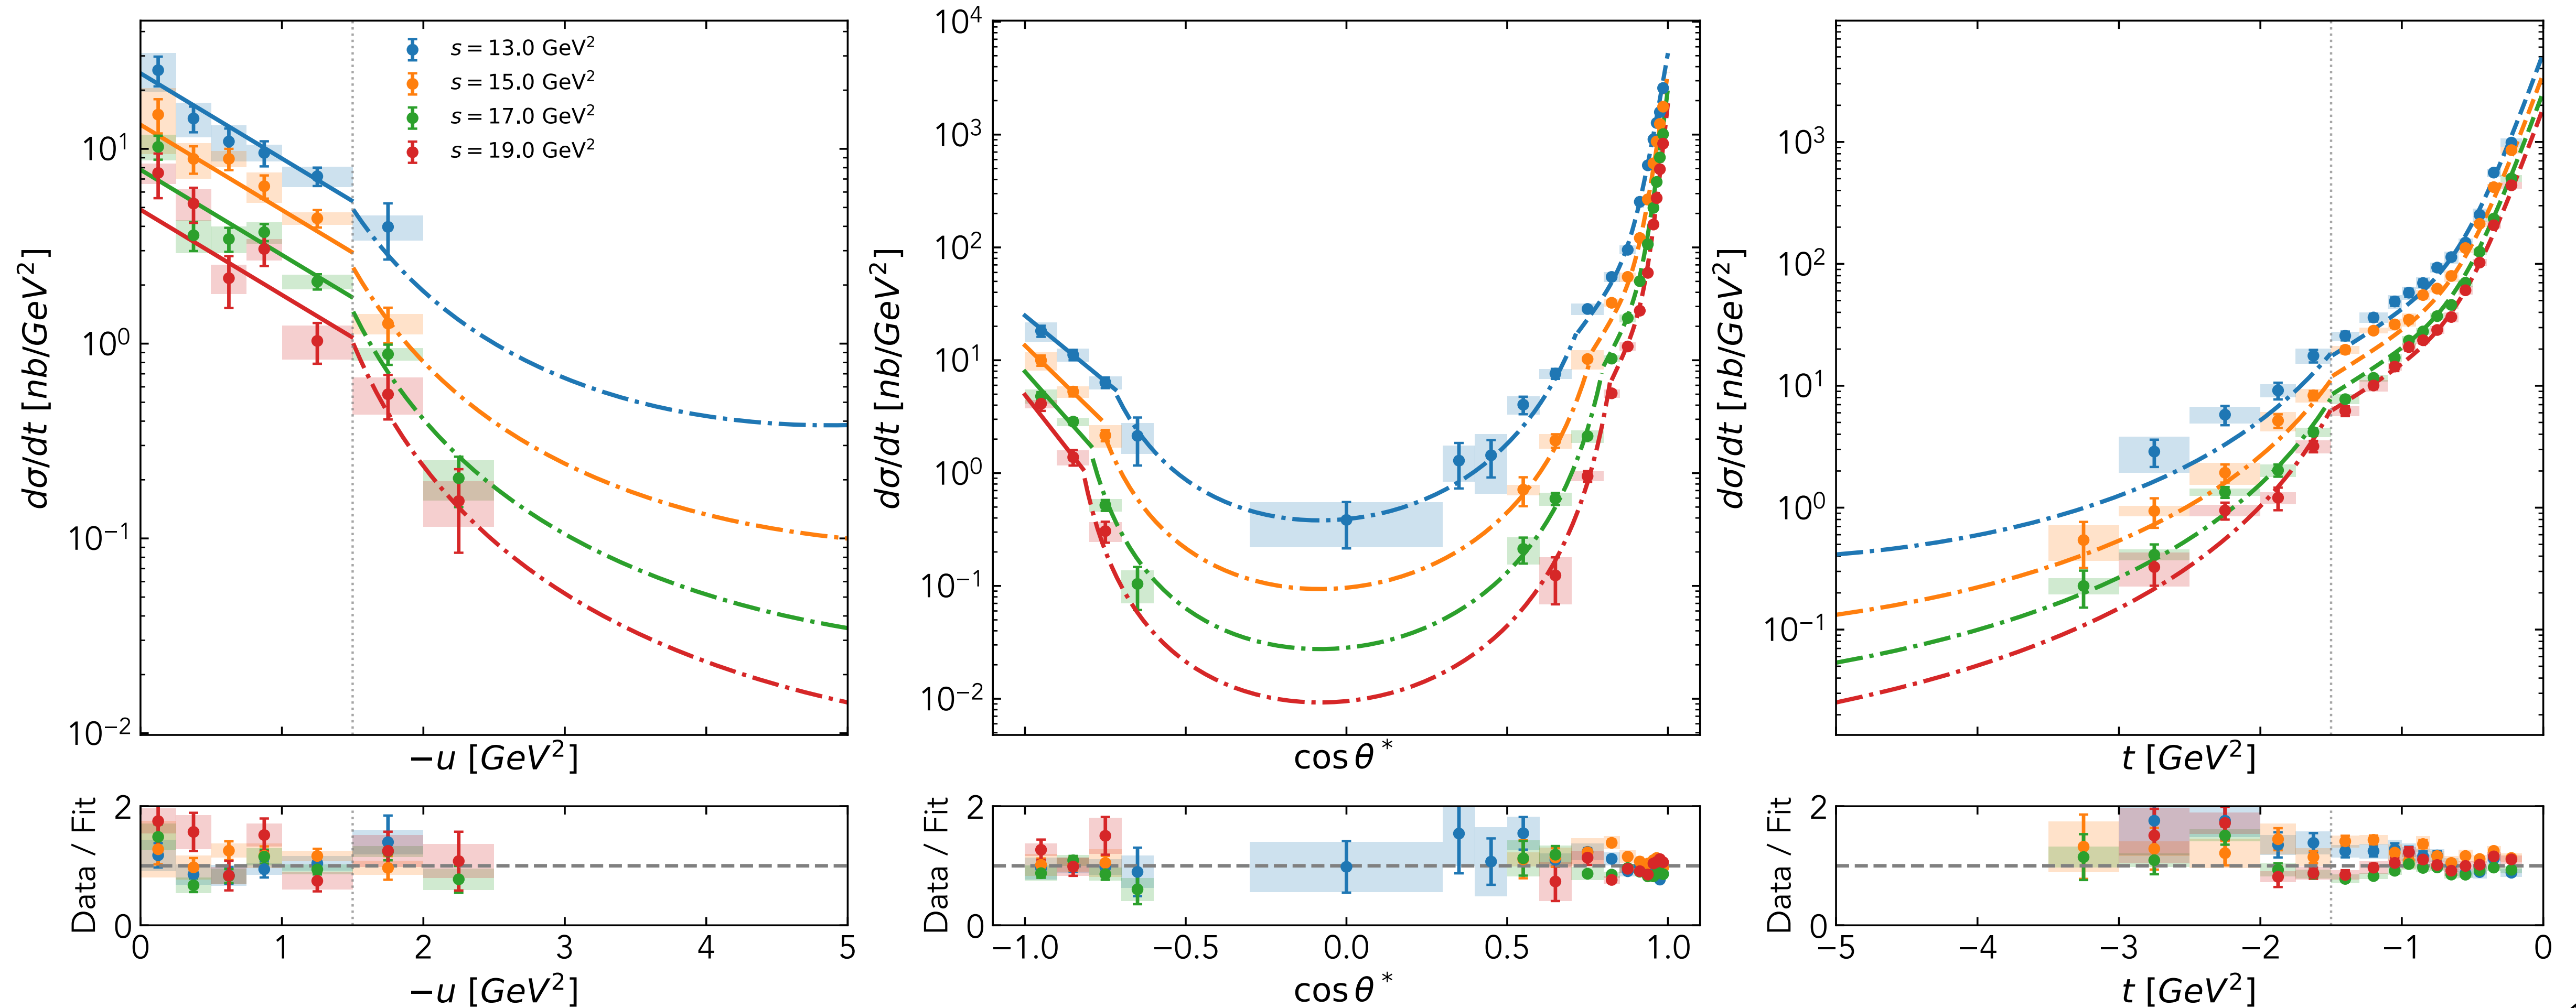 s = 13.0 GeV²
s = 15.0 GeV²
s = 17.0 GeV²
s = 19.0 GeV²
dσ/dt [nb/GeV²]
10¹
10⁰
10⁻¹
10⁻²
−u [GeV²]
Data / Fit
2
1
0
0 1 2 3 4 5
−u [GeV²]
dσ/dt [nb/GeV²]
10⁴
10³
10²
10¹
10⁰
10⁻¹
10⁻²
cos θ*
Data / Fit
2
1
0
−1.0 −0.5 0.0 0.5 1.0
cos θ*
dσ/dt [nb/GeV²]
10³
10²
10¹
10⁰
10⁻¹
t [GeV²]
Data / Fit
2
1
0
−5 −4 −3 −2 −1 0
t [GeV²]